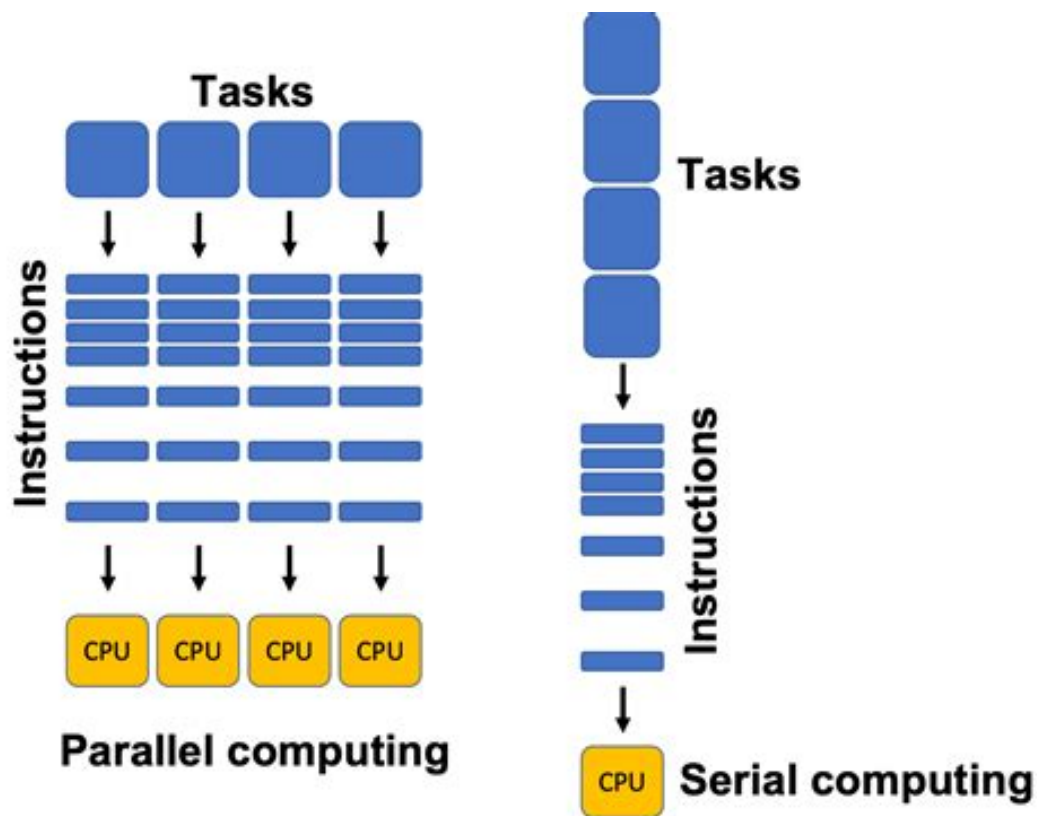 Tasks
Instructions
CPU CPU CPU CPU
Parallel computing
Tasks
Instructions
CPU
Serial computing